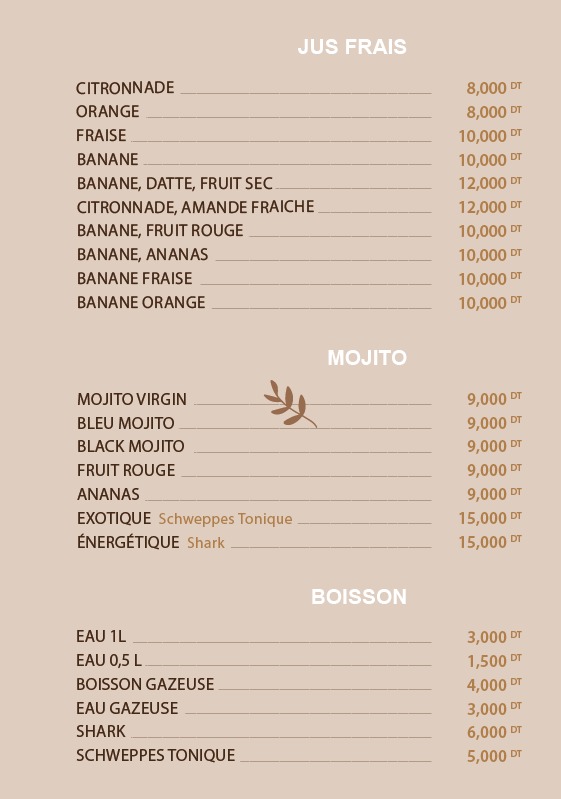 JUS FRAIS
CITRONNADE 8,000 DT
ORANGE 8,000 DT
FRAISE 10,000 DT
BANANE 10,000 DT
BANANE, DATTE, FRUIT SEC 12,000 DT
CITRONNADE, AMANDE FRAICHE 12,000 DT
BANANE, FRUIT ROUGE 10,000 DT
BANANE, ANANAS 10,000 DT
BANANE FRAISE 10,000 DT
BANANE ORANGE 10,000 DT
MOJITO
MOJITO VIRGIN 9,000 DT
BLEU MOJITO 9,000 DT
BLACK MOJITO 9,000 DT
FRUIT ROUGE 9,000 DT
ANANAS 9,000 DT
EXOTIQUE Schweppes Tonique 15,000 DT
ÉNERGÉTIQUE Shark 15,000 DT
BOISSON
EAU 1L 3,000 DT
EAU 0,5 L 1,500 DT
BOISSON GAZEUSE 4,000 DT
EAU GAZEUSE 3,000 DT
SHARK 6,000 DT
SCHWEPPES TONIQUE 5,000 DT